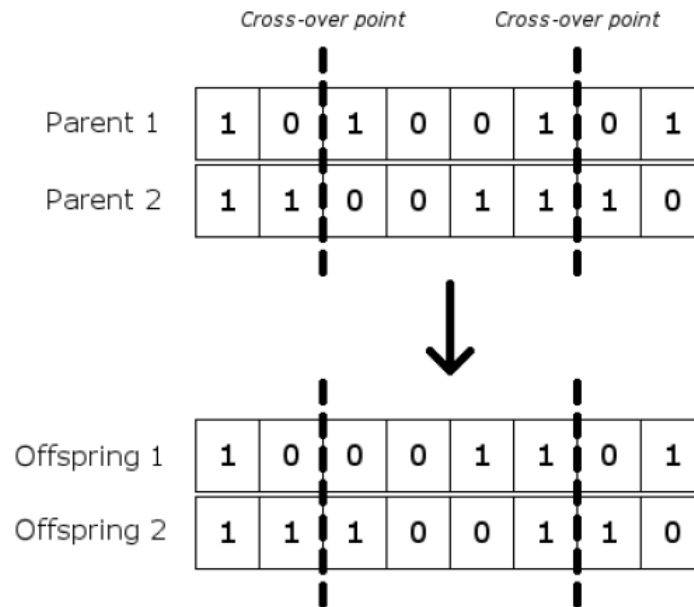 Cross-over point Cross-over point
Parent 1 1 0 1 0 0 1 0 1
Parent 2 1 1 0 0 1 1 1 0
Offspring 1 1 0 0 0 1 1 0 1
Offspring 2 1 1 1 0 0 1 1 0